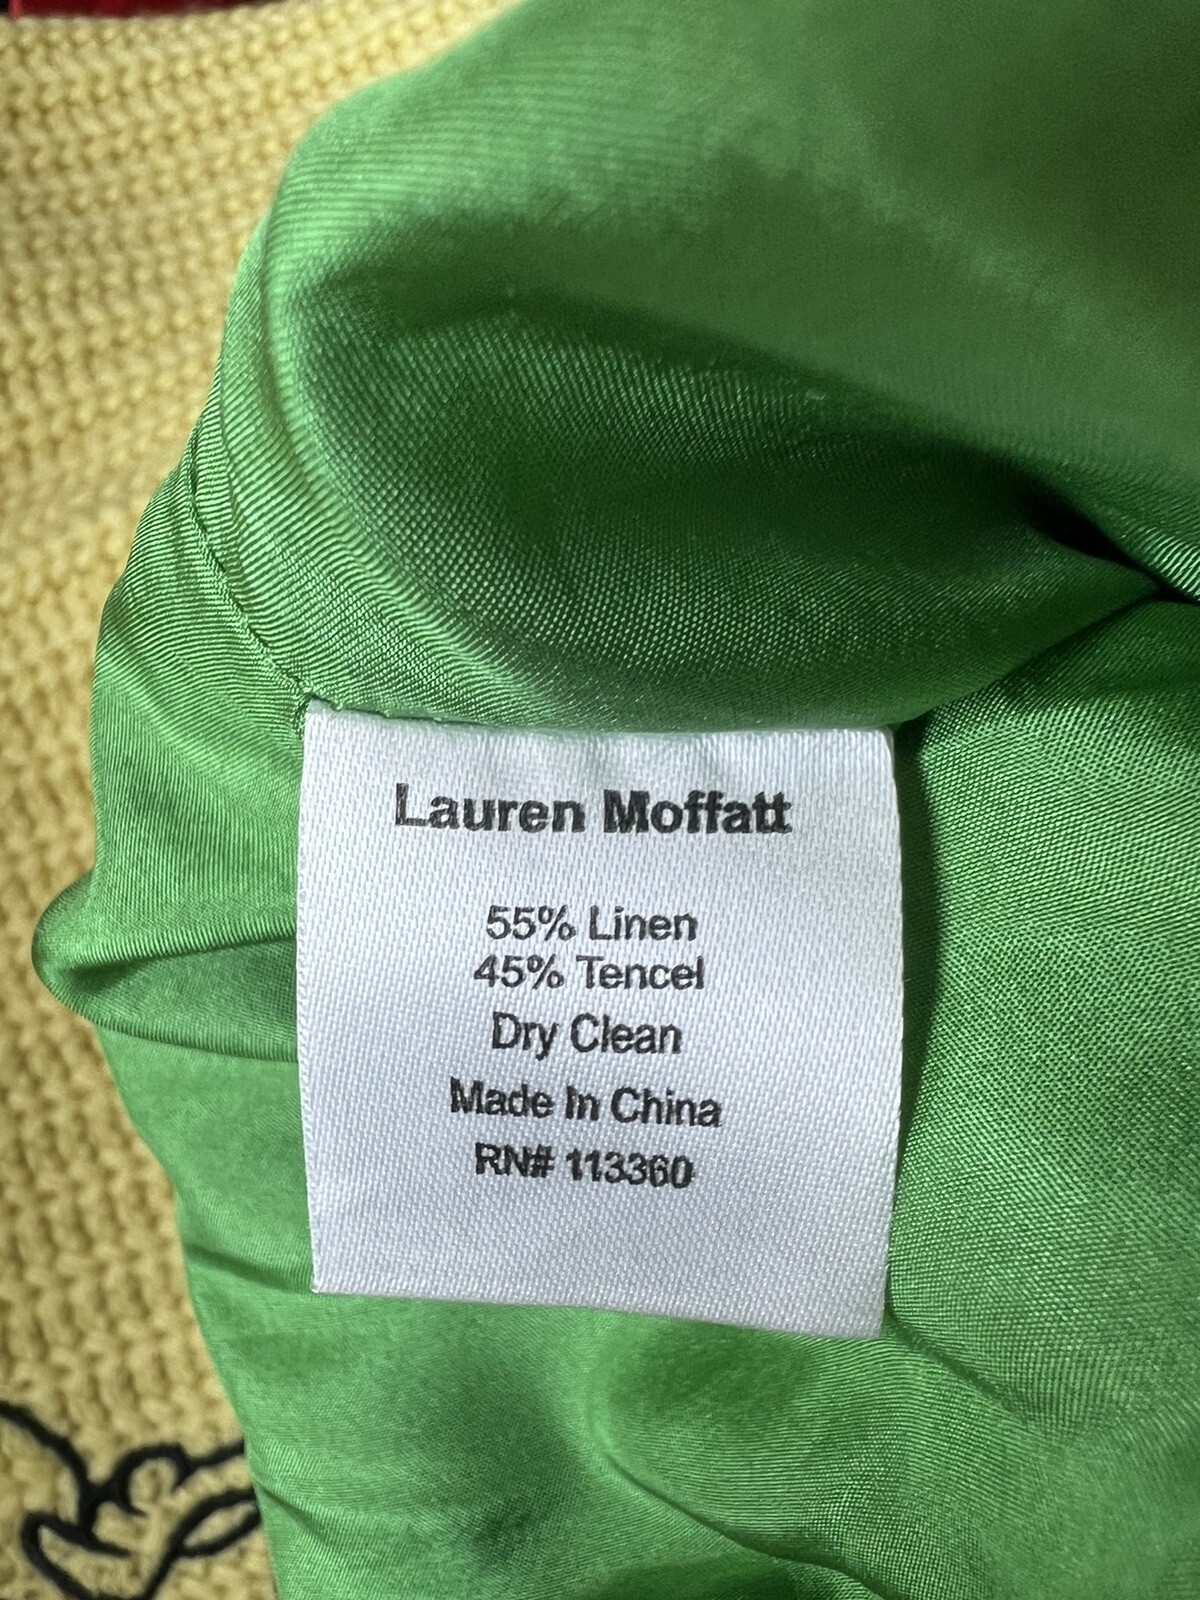 Lauren Moffatt
55% Linen
45% Tencel
Dry Clean
Made In China
RN# 113360